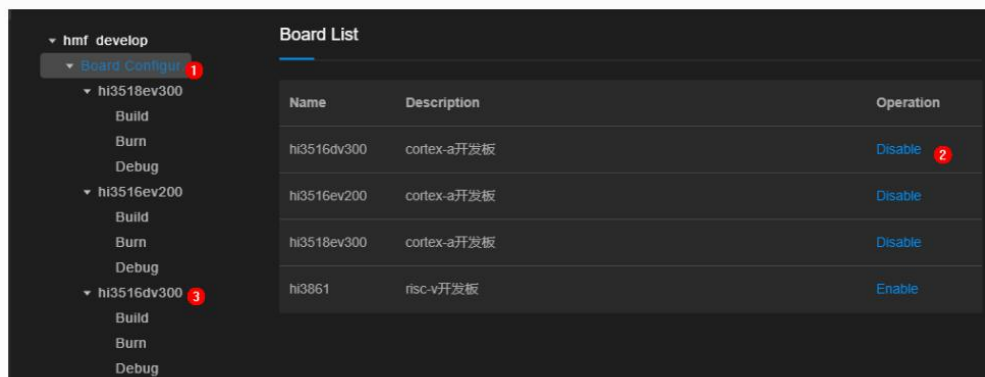 hmf develop
Board Configur 1
hi3518ev300
Build
Burn
Debug
hi3516ev200
Build
Burn
Debug
hi3516dv300 3
Build
Burn
Debug
Board List
Name Description Operation
hi3516dv300 cortex-a开发板 Disable 2
hi3516ev200 cortex-a开发板 Disable
hi3518ev300 cortex-a开发板 Disable
hi3861 risc-v开发板 Enable